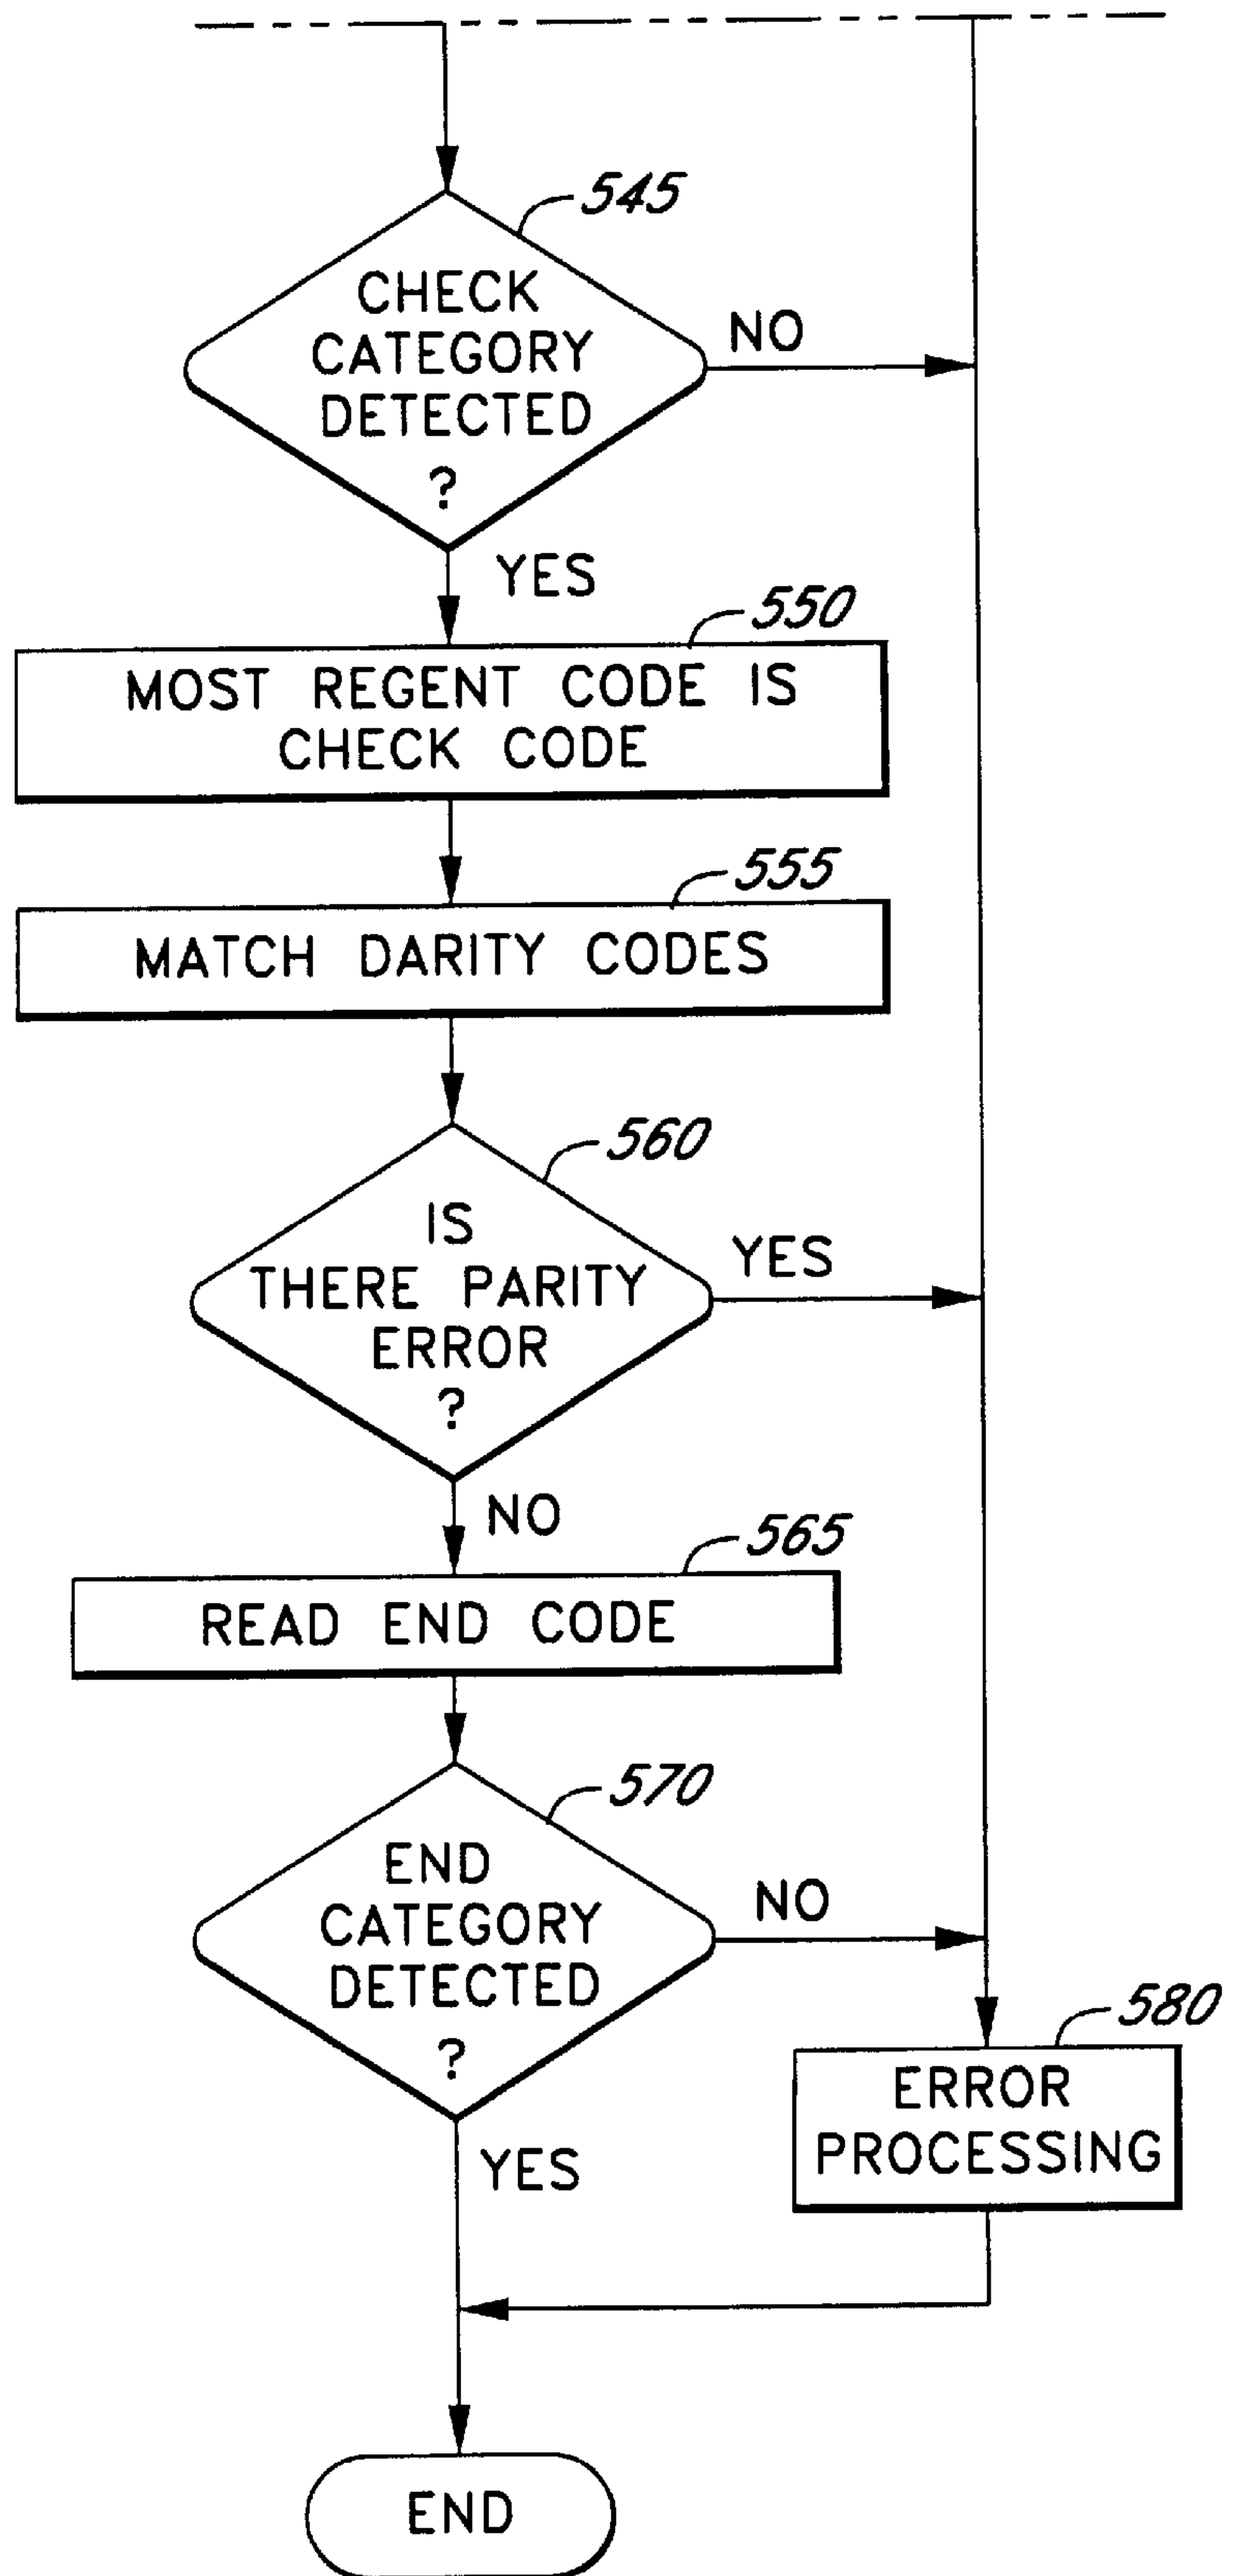 545
CHECK
CATEGORY
DETECTED
?
NO
YES
550
MOST REGENT CODE IS
CHECK CODE
555
MATCH DARITY CODES
560
IS
THERE PARITY
ERROR
?
YES
NO
565
READ END CODE
570
END
CATEGORY
DETECTED
?
NO
YES
580
ERROR
PROCESSING
END